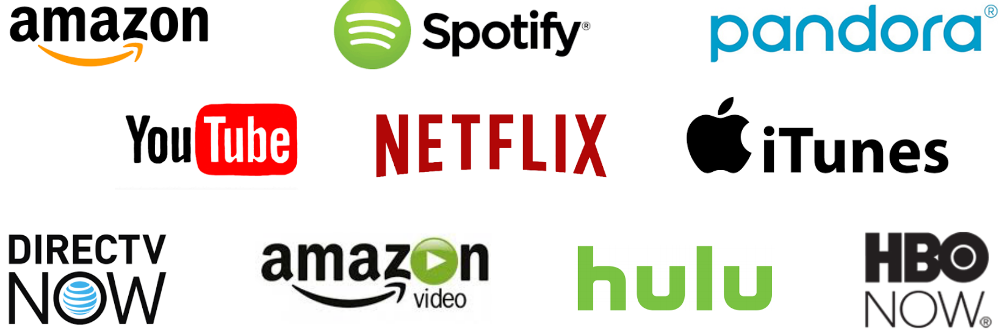 amazon
Spotify®
pandora®
YouTube
NETFLIX
iTunes
DIRECTV
NOW
amazon
video
hulu
HBO
NOW®